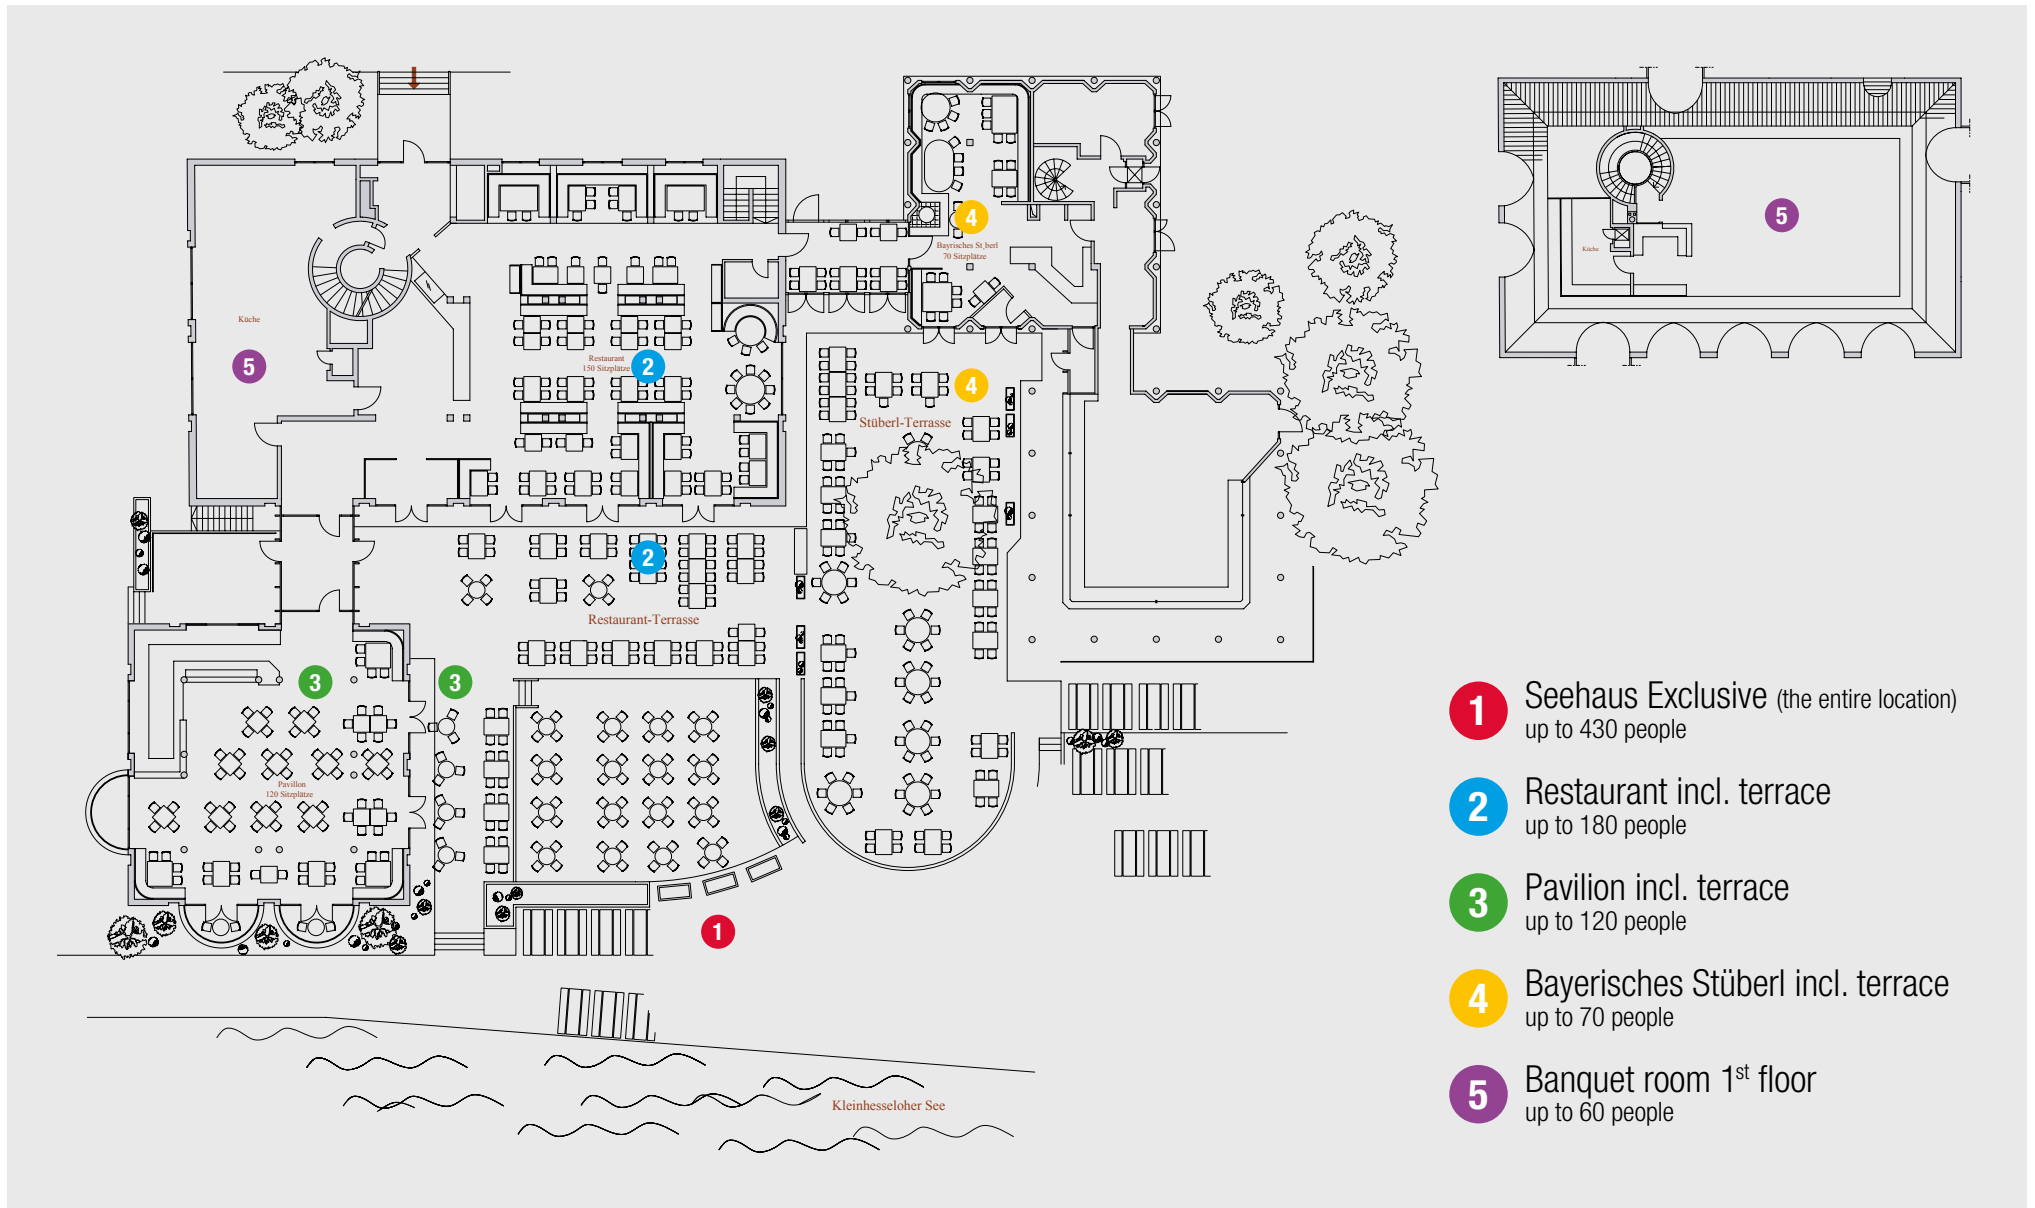 4
Bayrisches St‚berl
70 Sitzplätze
5
Küche
Küche
5
Restaurant
150 Sitzplätze
2
4
Stüberl-Terrasse
2
Restaurant-Terrasse
3
3
Pavillon
120 Sitzplätze
1
Kleinhesseloher See
1
Seehaus Exclusive (the entire location)
up to 430 people
2
Restaurant incl. terrace
up to 180 people
3
Pavilion incl. terrace
up to 120 people
4
Bayerisches Stüberl incl. terrace
up to 70 people
5
Banquet room 1st floor
up to 60 people